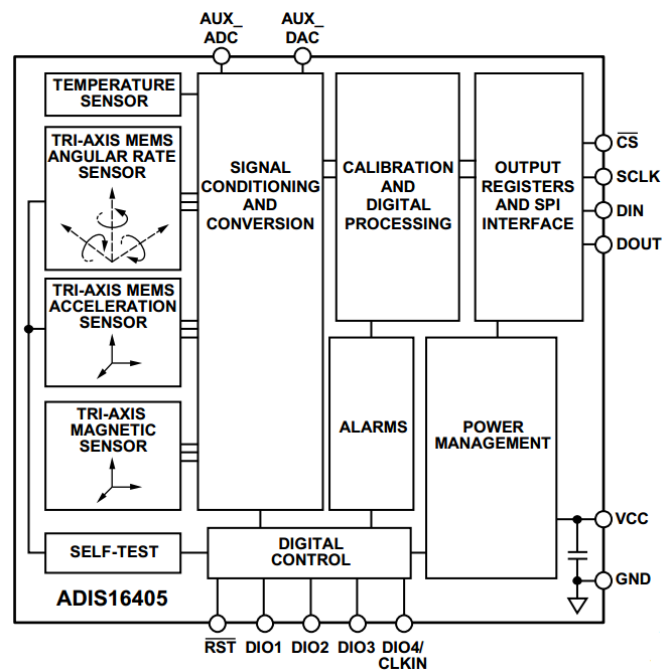 AUX_
ADC
AUX_
DAC
TEMPERATURE
SENSOR
TRI-AXIS MEMS
ANGULAR RATE
SENSOR
SIGNAL
CONDITIONING
AND
CONVERSION
CALIBRATION
AND
DIGITAL
PROCESSING
OUTPUT
REGISTERS
AND SPI
INTERFACE
CS
SCLK
DIN
DOUT
TRI-AXIS MEMS
ACCELERATION
SENSOR
TRI-AXIS
MAGNETIC
SENSOR
ALARMS
POWER
MANAGEMENT
SELF-TEST
DIGITAL
CONTROL
VCC
GND
ADIS16405
RST
DIO1
DIO2
DIO3
DIO4/
CLKIN